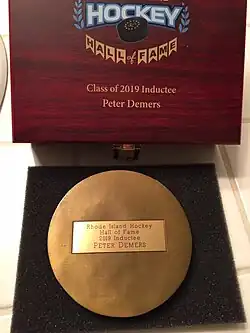 HOCKEY
HALL of FAME
Class of 2019 Inductee
Peter Demers
Rhode Island Hockey
Hall of Fame
2019 Inductee
PETER DEMERS